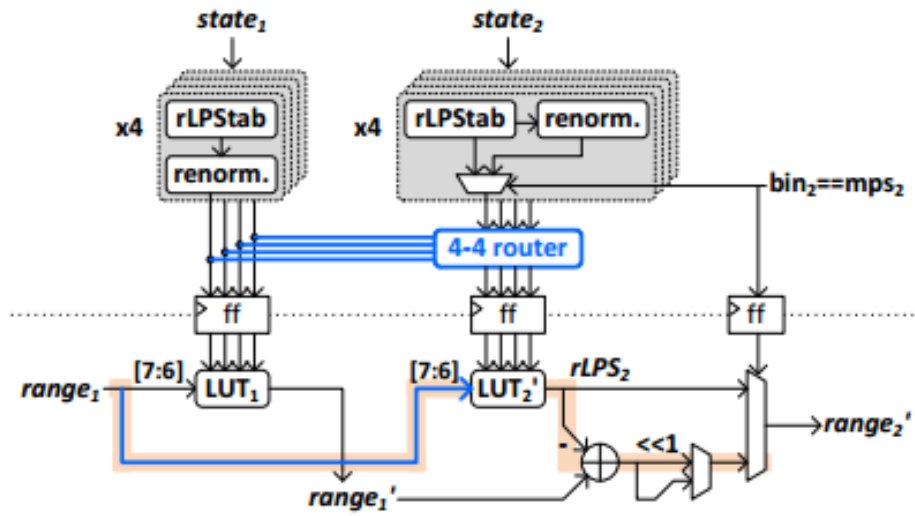 state₁ state₂
x4 rLPStab x4 rLPStab renorm.
renorm.
bin₂==mps₂
4-4 router
ff ff ff
[7:6] [7:6] rLPS₂
range₁ LUT₁ LUT₂'
range₂'
- <<1
range₁'